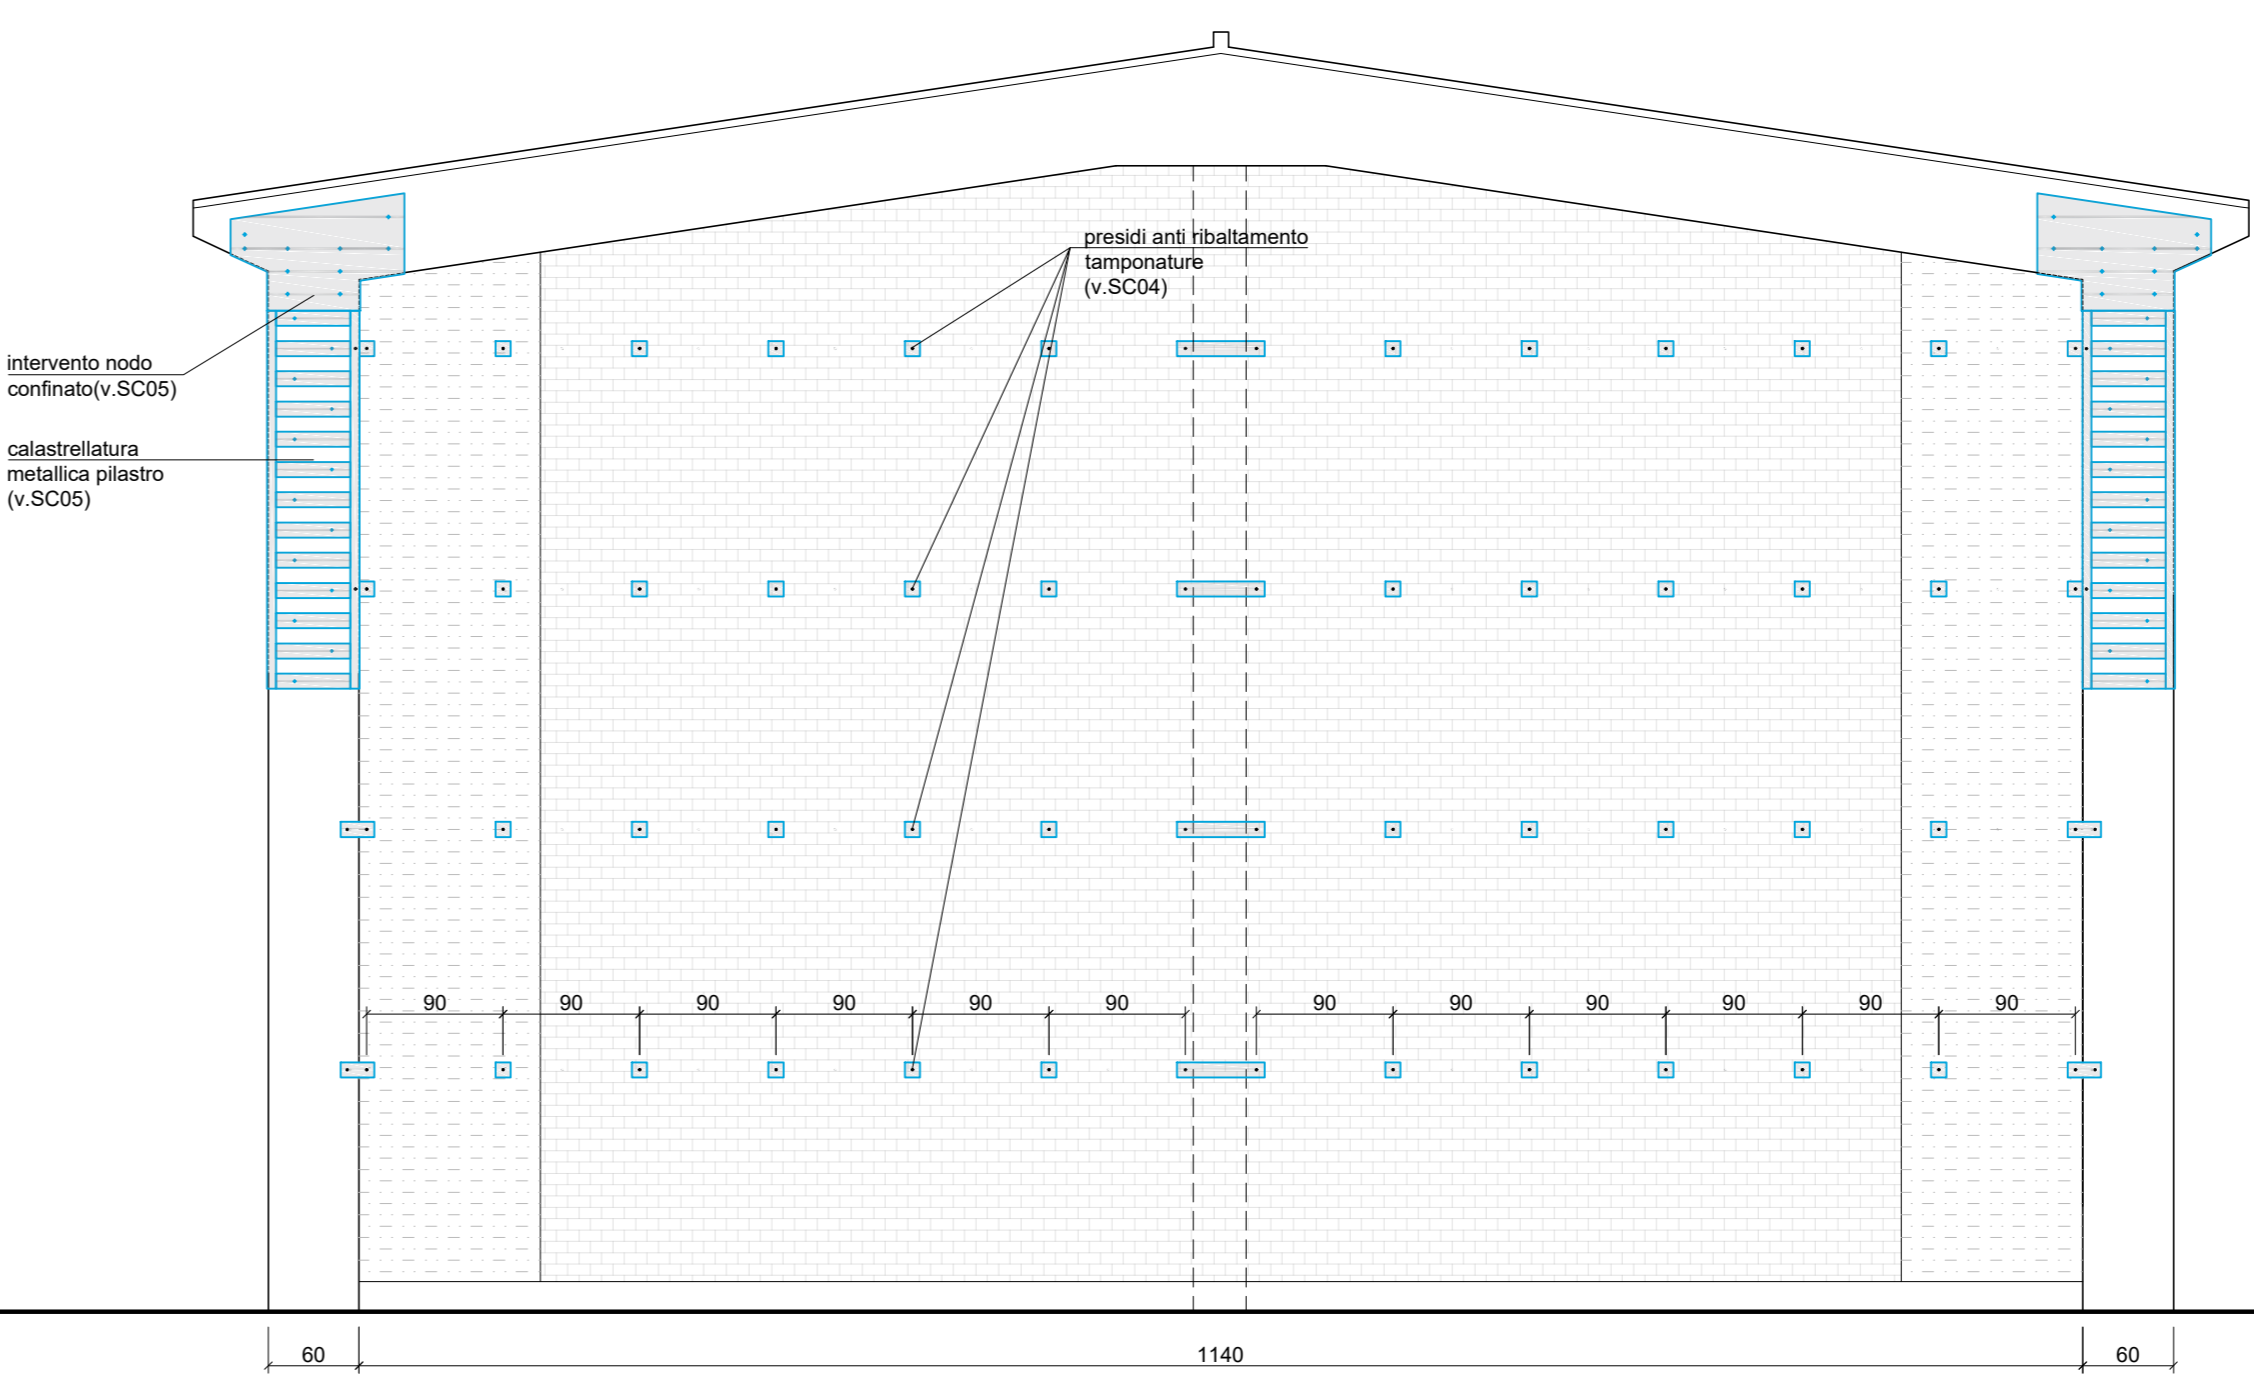 presidi anti ribaltamento
tamponature
(v.SC04)
intervento nodo
confinato(v.SC05)
calastrellatura
metallica pilastro
(v.SC05)
90 90 90 90 90 90 90 90 90 90 90 90
60 1140 60